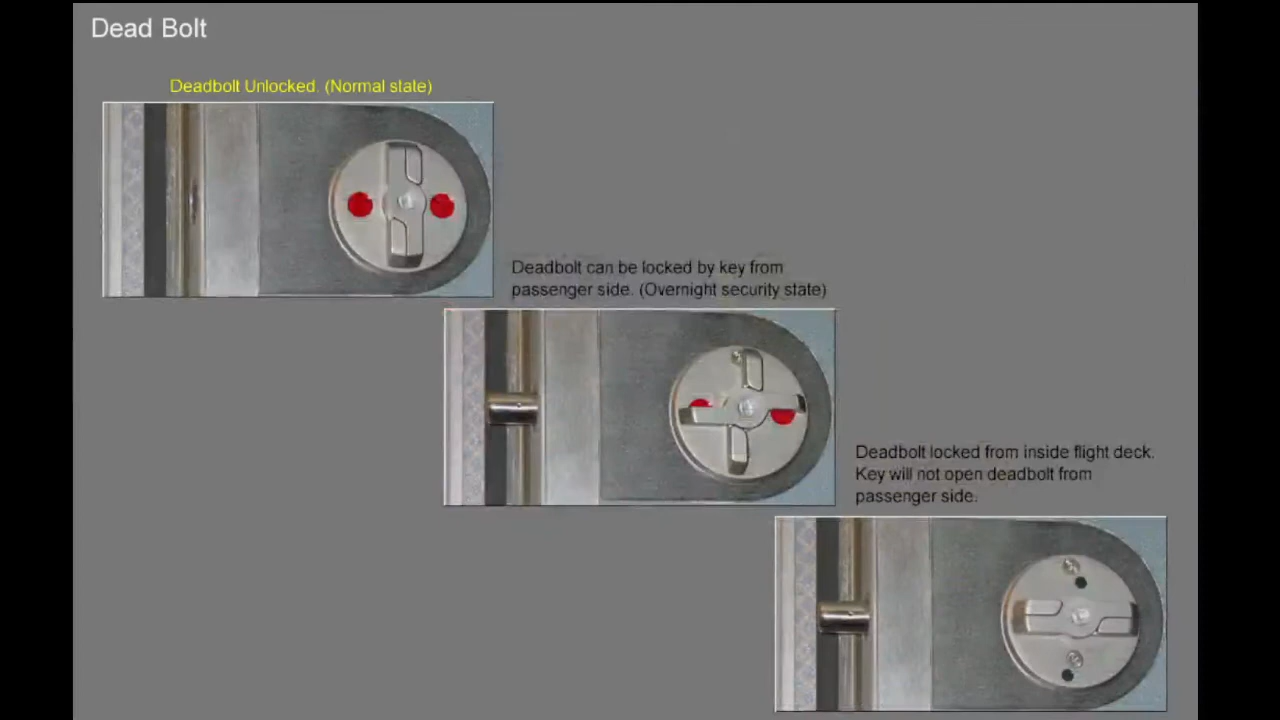 Dead Bolt
Deadbolt Unlocked. (Normal state)
Deadbolt can be locked by key from
passenger side. (Overnight security state)
Deadbolt locked from inside flight deck.
Key will not open deadbolt from
passenger side.